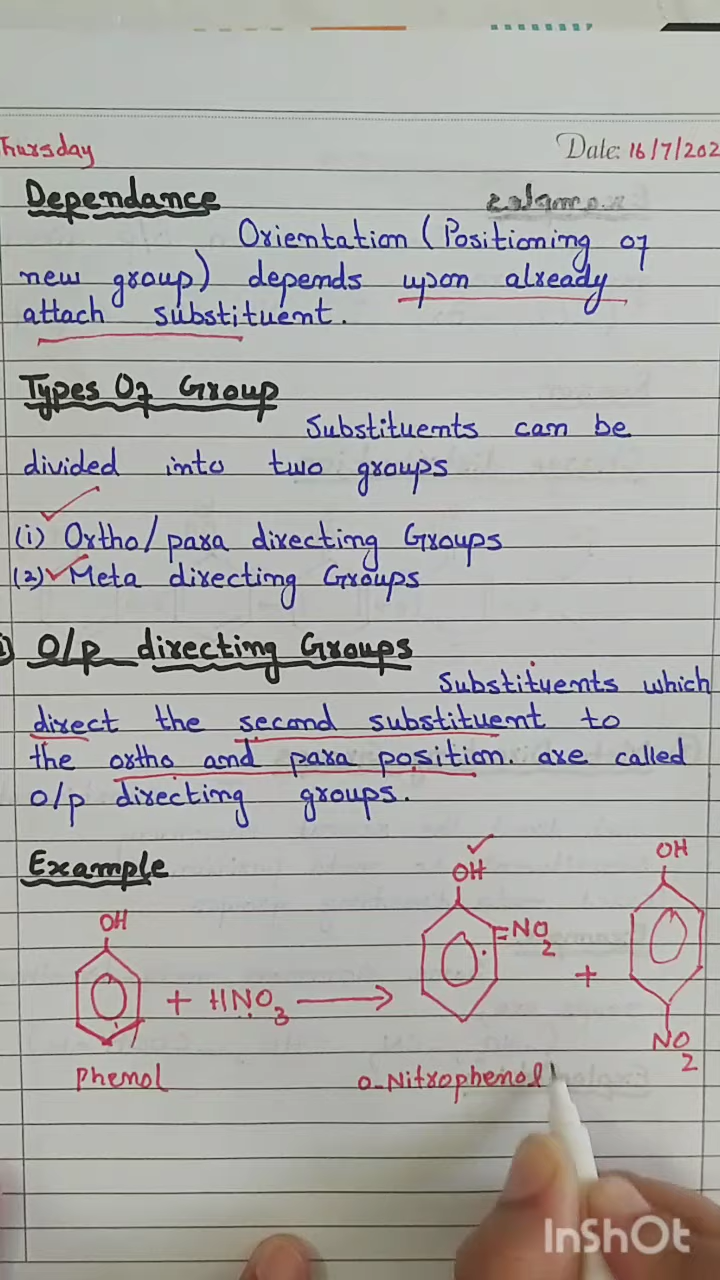 Thursday
Date: 16/7/202
Dependance
Orientation (Positioning of
new group) depends upon already
attach substituent.
Types Of Group
Substituents can be
divided into two groups
(i) Ortho/para directing Groups
(2) Meta directing Groups
O/p directing Groups
Substituents which
direct the second substituent to
the ortho and para position. are called
o/p directing groups.
Example
OH OH OH
+ HNO3 NO2 + NO2
Phenol o-Nitrophenol
InShOt